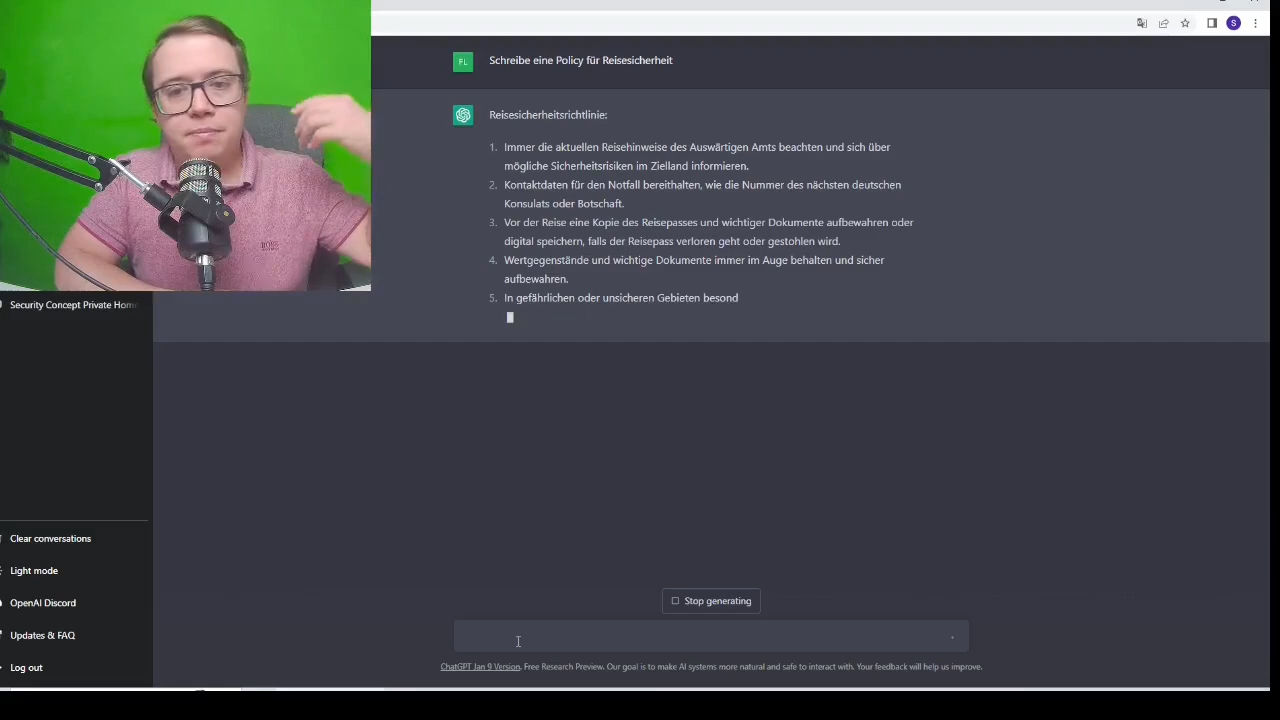 S
FL
Schreibe eine Policy für Reisesicherheit
Reisesicherheitsrichtlinie:
1. Immer die aktuellen Reisehinweise des Auswärtigen Amts beachten und sich über
mögliche Sicherheitsrisiken im Zielland informieren.
2. Kontaktdaten für den Notfall bereithalten, wie die Nummer des nächsten deutschen
Konsulats oder Botschaft.
3. Vor der Reise eine Kopie des Reisepasses und wichtiger Dokumente aufbewahren oder
digital speichern, falls der Reisepass verloren geht oder gestohlen wird.
4. Wertgegenstände und wichtige Dokumente immer im Auge behalten und sicher
aufbewahren.
5. In gefährlichen oder unsicheren Gebieten besond
BOSS
Security Concept Private Hom
Clear conversations
Light mode
OpenAI Discord
Updates & FAQ
Log out
Stop generating
ChatGPT Jan 9 Version. Free Research Preview. Our goal is to make AI systems more natural and safe to interact with. Your feedback will help us improve.